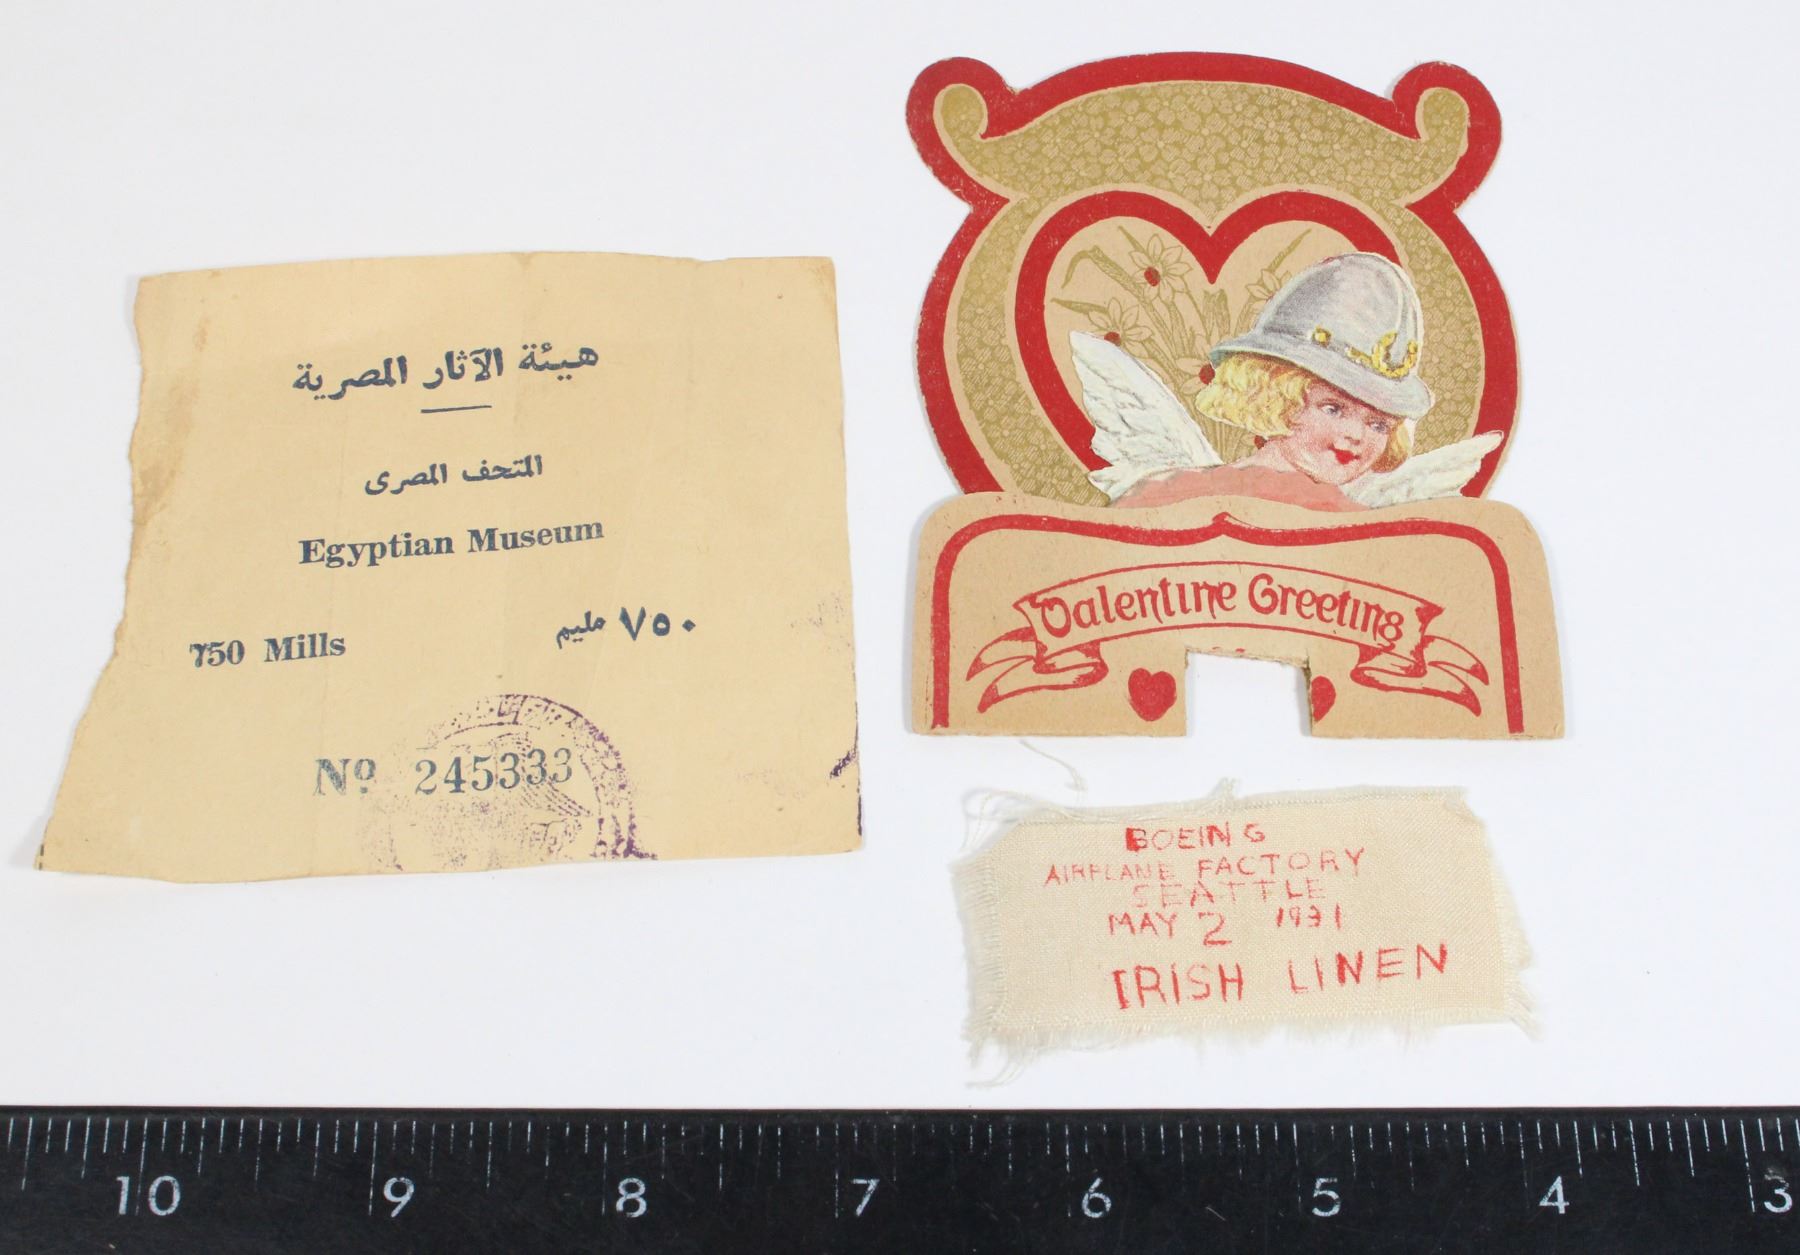 هيئة الآثار المصرية
المتحف المصرى
Egyptian Museum
750 Mills
٧٥٠ مليم
Nº 245333
Valentine Greeting
BOEING
AIRPLANE FACTORY
SEATTLE
MAY 2 1931
IRISH LINEN
10 9 8 7 6 5 4 3